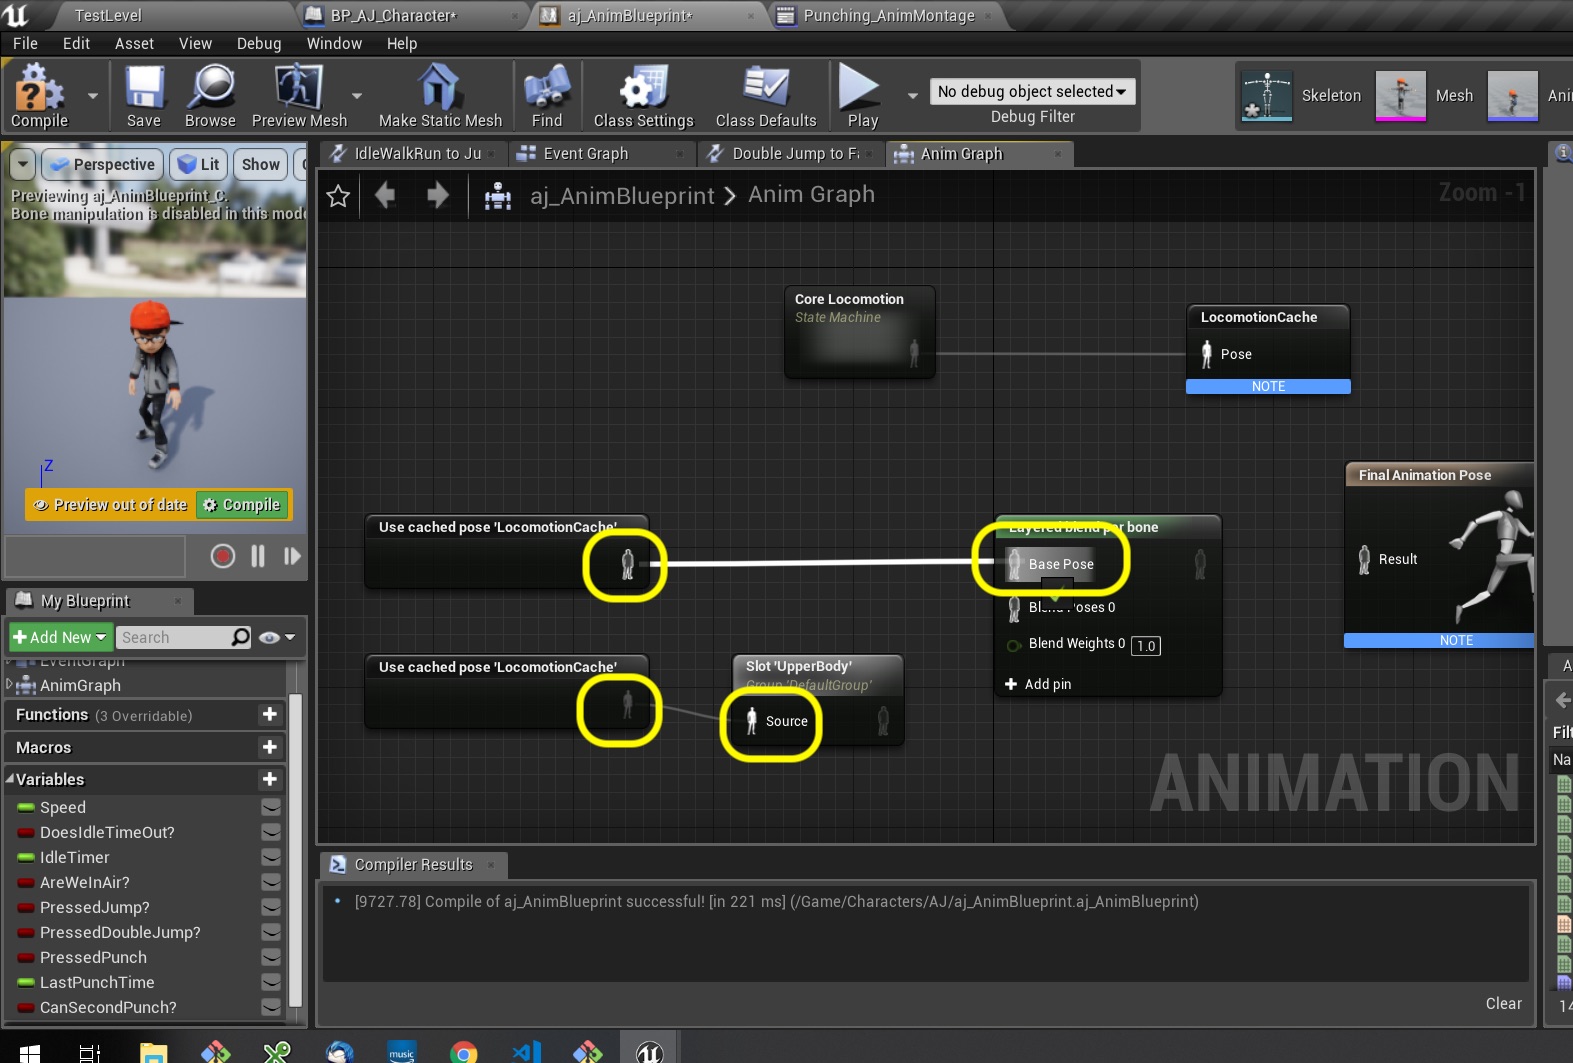 TestLevel
BP_AJ_Character*
aj_AnimBlueprint*
Punching_AnimMontage
File Edit Asset View Debug Window Help
Compile
Save
Browse
Preview Mesh
Make Static Mesh
Find
Class Settings
Class Defaults
Play
No debug object selected
Debug Filter
Skeleton
Mesh
Ani
IdleWalkRun to Ju
Event Graph
Double Jump to Fa
Anim Graph
Perspective
Lit
Show
Previewing aj_AnimBlueprint_C.
Bone manipulation is disabled in this mode
aj_AnimBlueprint > Anim Graph
Zoom -1
Core Locomotion
State Machine
LocomotionCache
Pose
NOTE
Z
Preview out of date
Compile
Final Animation Pose
Result
NOTE
Use cached pose 'LocomotionCache'
Layered blend per bone
Base Pose
Blend Poses 0
Blend Weights 0 1.0
Add pin
Use cached pose 'LocomotionCache'
Slot 'UpperBody'
Group 'DefaultGroup'
Source
ANIMATION
My Blueprint
Add New
Search
EventGraph
AnimGraph
Functions (3 Overridable)
Macros
Variables
Speed
DoesIdleTimeOut?
IdleTimer
AreWeInAir?
PressedJump?
PressedDoubleJump?
PressedPunch
LastPunchTime
CanSecondPunch?
Compiler Results
[9727.78] Compile of aj_AnimBlueprint successful! [in 221 ms] (/Game/Characters/AJ/aj_AnimBlueprint.aj_AnimBlueprint)
Clear
A
Filt
Na
14
music